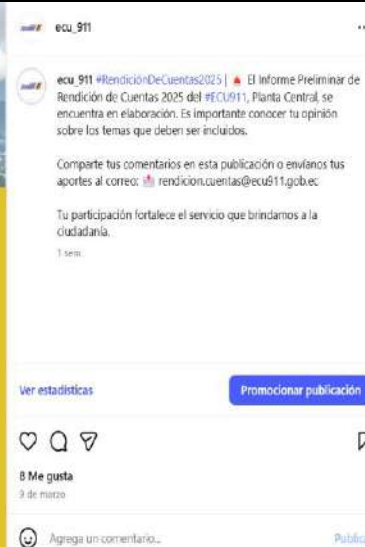 ecu_911
ecu_911 #RendiciónDeCuentas2025 | 🚨 El Informe Preliminar de
Rendición de Cuentas 2025 del #ECU911, Planta Central, se
encuentra en elaboración. Es importante conocer tu opinión
sobre los temas que deben ser incluidos.
Comparte tus comentarios en esta publicación o envíanos tus
aportes al correo: 📩 rendicion.cuentas@ecu911.gob.ec
Tu participación fortalece el servicio que brindamos a la
ciudadanía.
1 sem
Ver estadísticas
Promocionar publicación
8 Me gusta
9 de marzo
Agrega un comentario...
Public